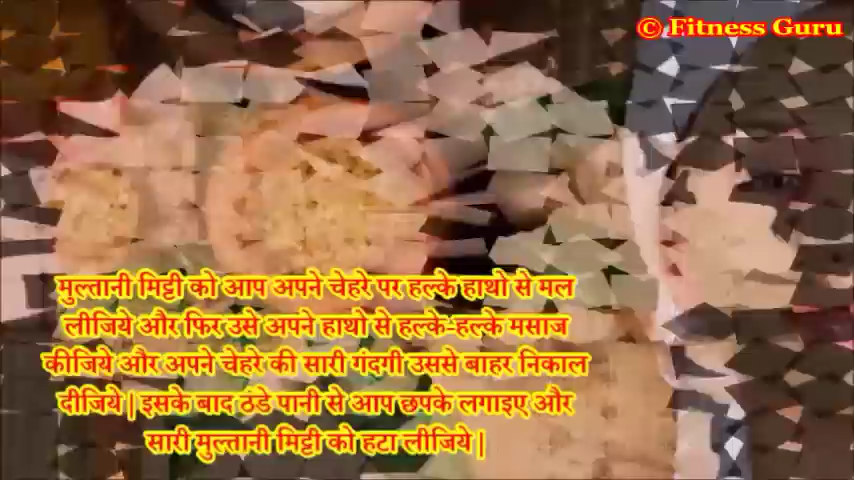 © Fitness Guru
मुल्तानी मिट्टी को आप अपने चेहरे पर हल्के हाथो से मल
लीजिये और फिर उसे अपने हाथो से हल्के-हल्के मसाज
कीजिये और अपने चेहरे की सारी गंदगी उससे बाहर निकाल
दीजिये | इसके बाद ठंडे पानी से आप छपके लगाइए और
सारी मुल्तानी मिट्टी को हटा लीजिये |